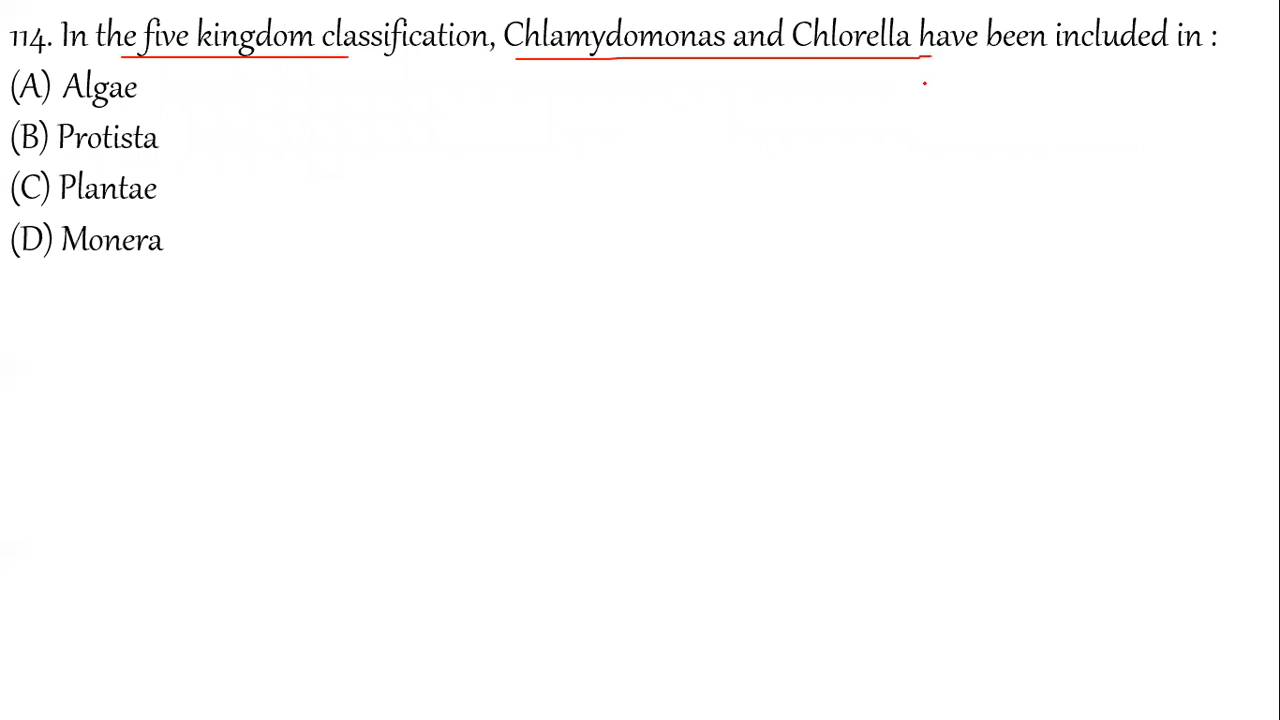 114. In the five kingdom classification, Chlamydomonas and Chlorella have been included in :
(A) Algae
(B) Protista
(C) Plantae
(D) Monera